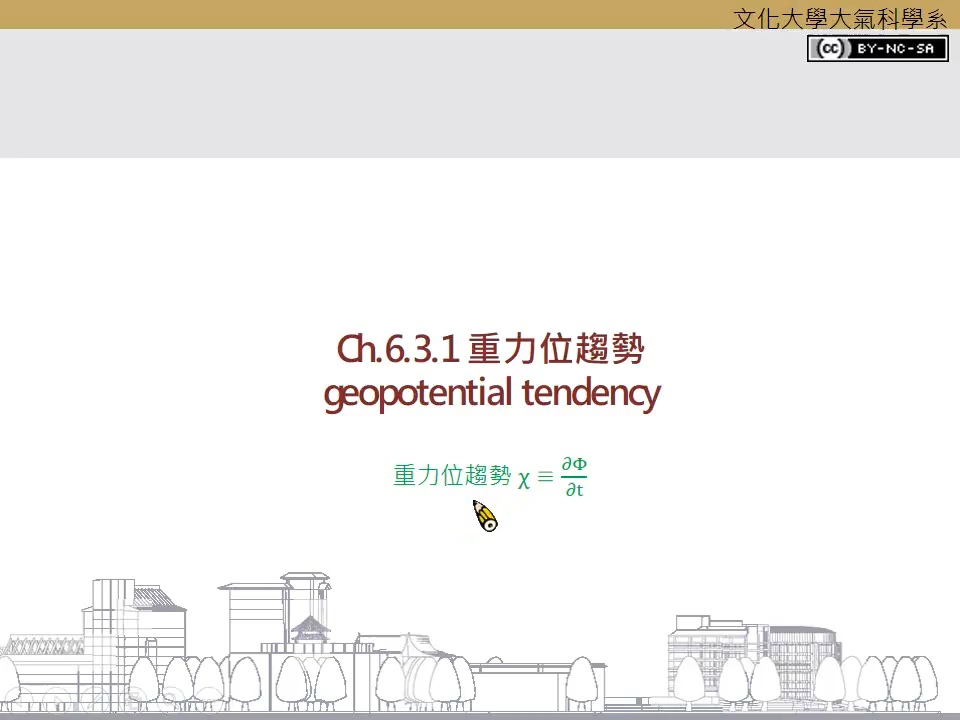 文化大學大氣科學系
(cc) BY-NC-SA
Ch.6.3.1 重力位趨勢
geopotential tendency
重力位趨勢 χ ≡ ∂Φ/∂t